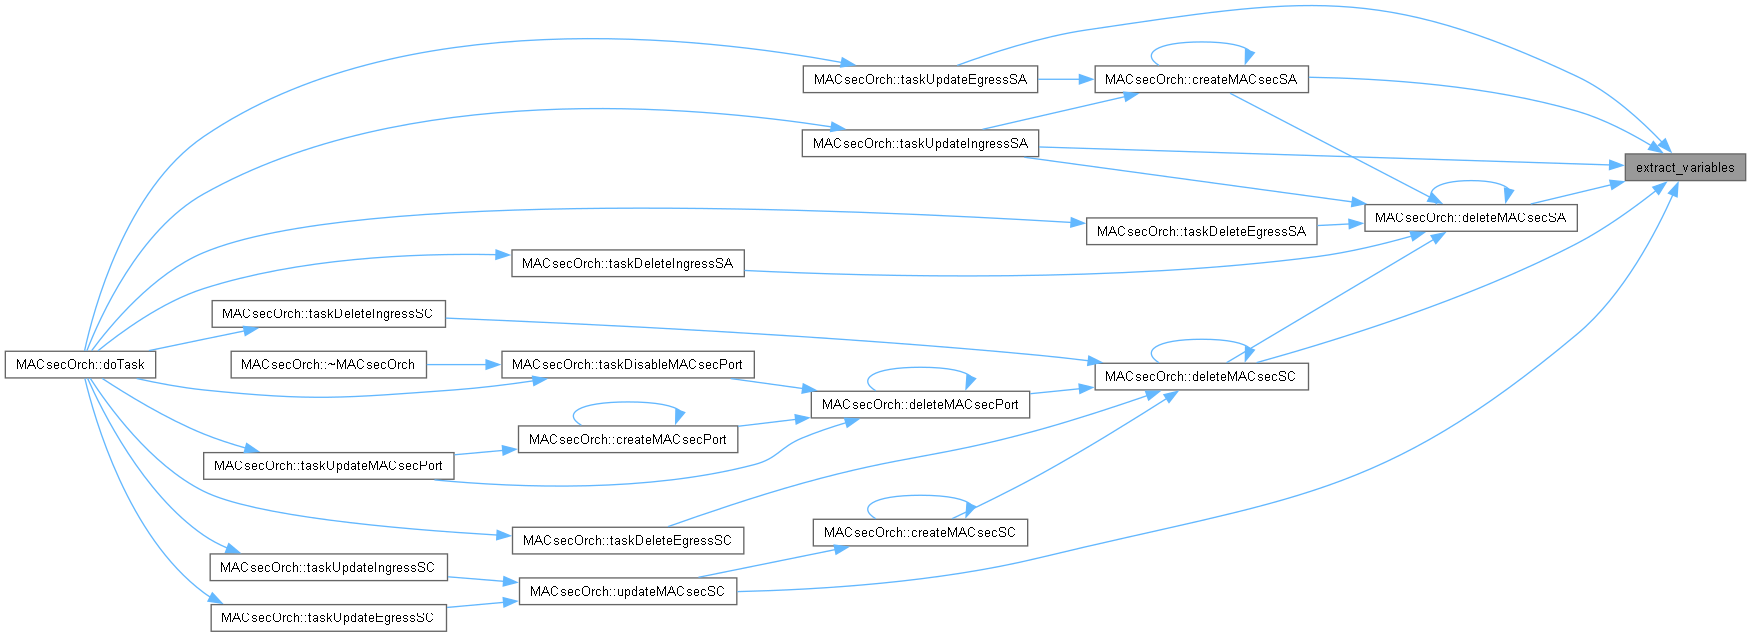 MACsecOrch::taskUpdateEgressSA
MACsecOrch::createMACsecSA
MACsecOrch::taskUpdateIngressSA
extract_variables
MACsecOrch::deleteMACsecSA
MACsecOrch::taskDeleteEgressSA
MACsecOrch::taskDeleteIngressSA
MACsecOrch::taskDeleteIngressSC
MACsecOrch::doTask
MACsecOrch::~MACsecOrch
MACsecOrch::taskDisableMACsecPort
MACsecOrch::deleteMACsecSC
MACsecOrch::deleteMACsecPort
MACsecOrch::createMACsecPort
MACsecOrch::taskUpdateMACsecPort
MACsecOrch::createMACsecSC
MACsecOrch::taskDeleteEgressSC
MACsecOrch::taskUpdateIngressSC
MACsecOrch::updateMACsecSC
MACsecOrch::taskUpdateEgressSC